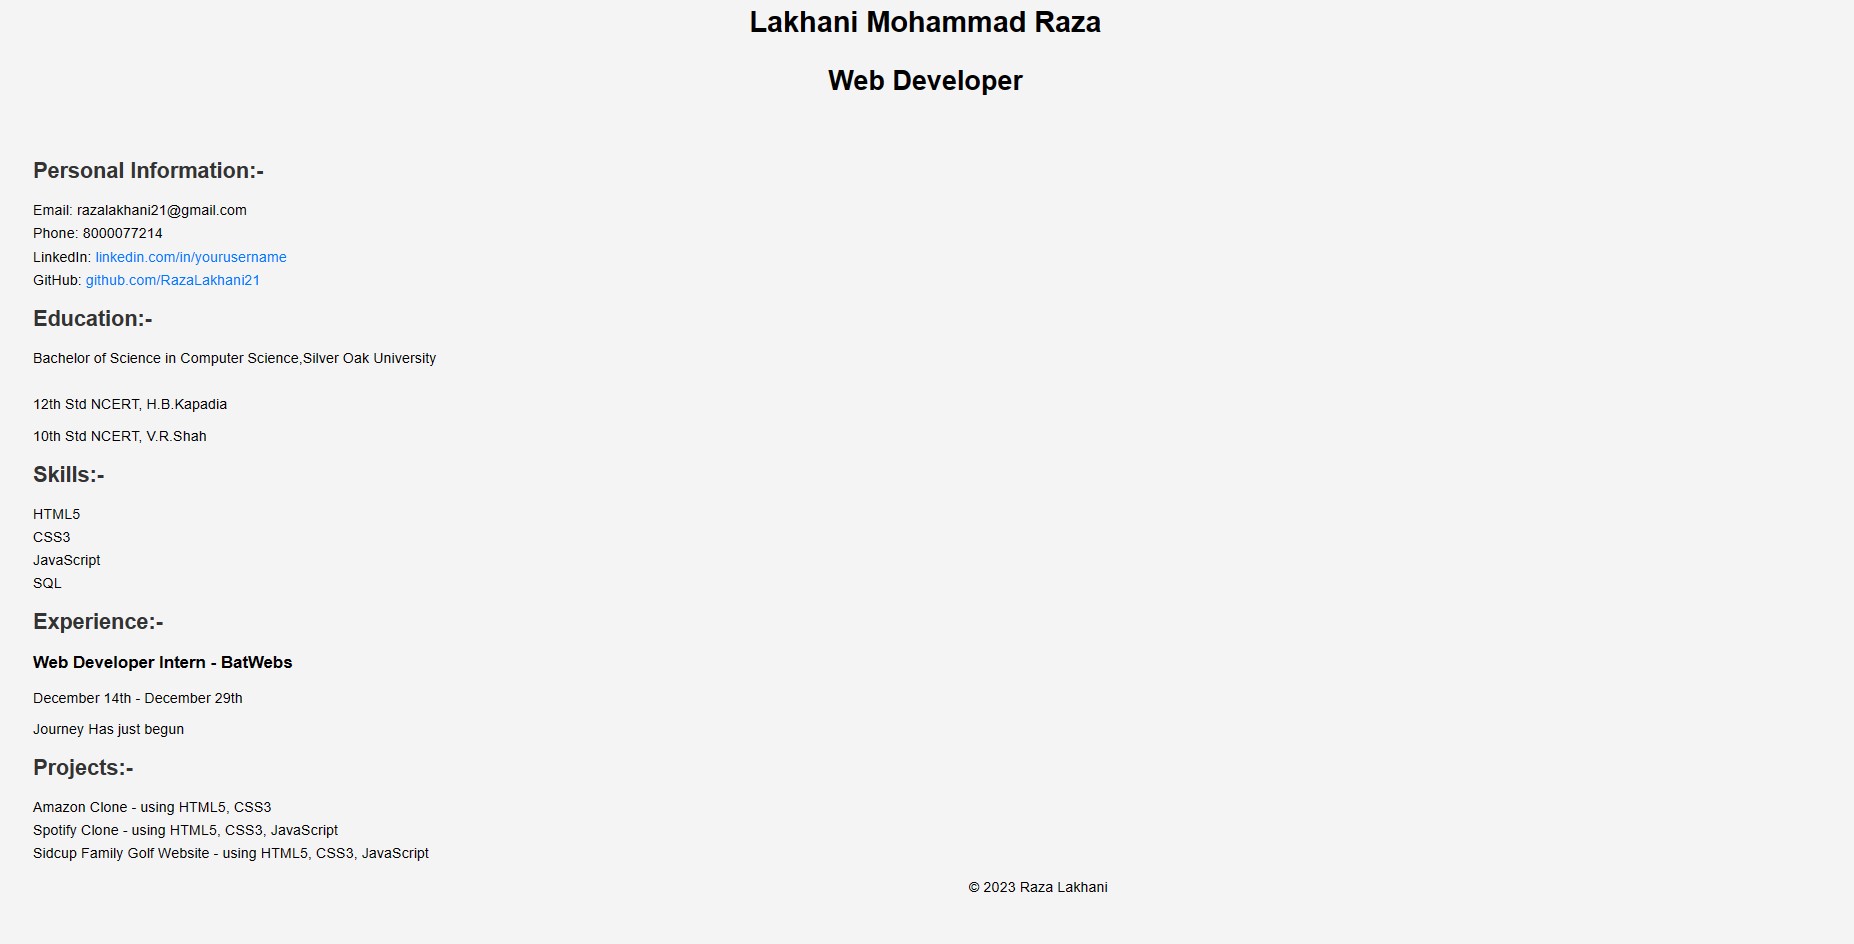 Lakhani Mohammad Raza
Web Developer
Personal Information:-
Email: razalakhani21@gmail.com
Phone: 8000077214
LinkedIn: linkedin.com/in/yourusername
GitHub: github.com/RazaLakhani21
Education:-
Bachelor of Science in Computer Science,Silver Oak University
12th Std NCERT, H.B.Kapadia
10th Std NCERT, V.R.Shah
Skills:-
HTML5
CSS3
JavaScript
SQL
Experience:-
Web Developer Intern - BatWebs
December 14th - December 29th
Journey Has just begun
Projects:-
Amazon Clone - using HTML5, CSS3
Spotify Clone - using HTML5, CSS3, JavaScript
Sidcup Family Golf Website - using HTML5, CSS3, JavaScript
© 2023 Raza Lakhani